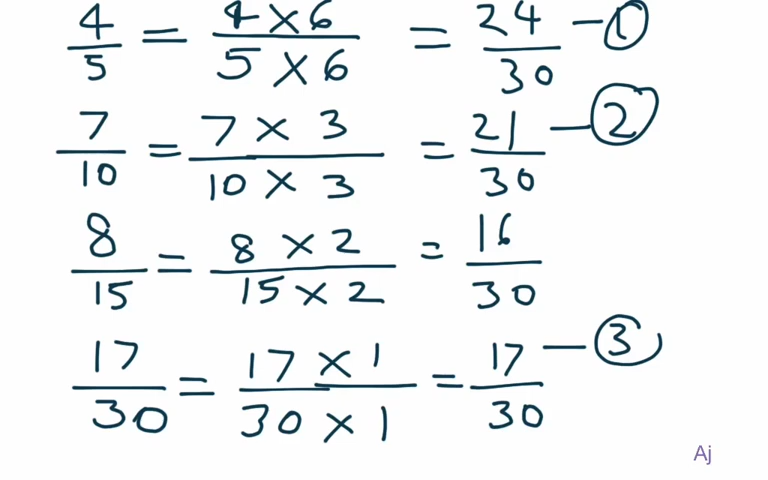 4/5 = 4 × 6 / 5 × 6 = 24/30 — ①
7/10 = 7 × 3 / 10 × 3 = 21/30 — ②
8/15 = 8 × 2 / 15 × 2 = 16/30
17/30 = 17 × 1 / 30 × 1 = 17/30 — ③
Aj